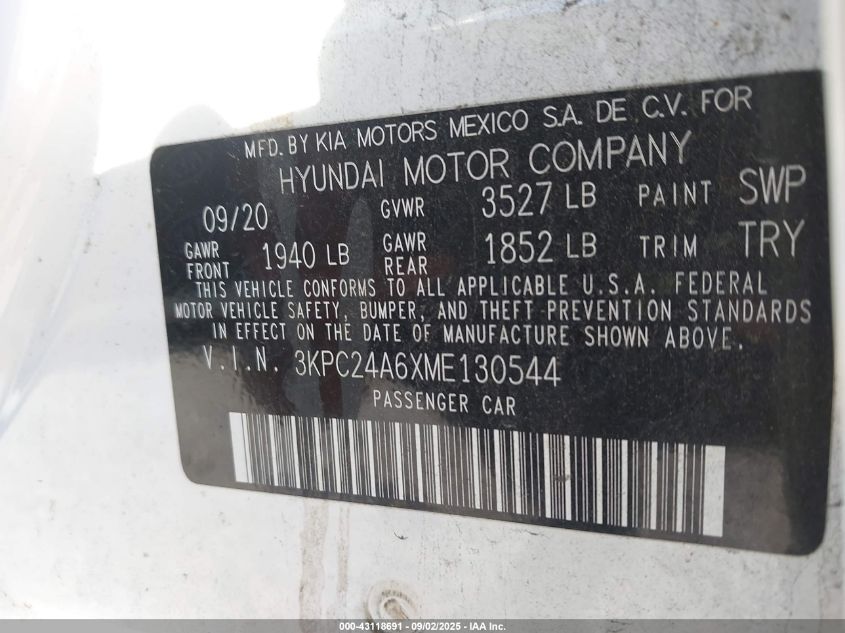 MFD. BY KIA MOTORS MEXICO S.A. DE C.V. FOR
HYUNDAI MOTOR COMPANY
09/20 GVWR 3527 LB PAINT SWP
GAWR FRONT 1940 LB GAWR REAR 1852 LB TRIM TRY
THIS VEHICLE CONFORMS TO ALL APPLICABLE U.S.A. FEDERAL
MOTOR VEHICLE SAFETY, BUMPER, AND THEFT PREVENTION STANDARDS
IN EFFECT ON THE DATE OF MANUFACTURE SHOWN ABOVE.
V.I.N. 3KPC24A6XME130544
PASSENGER CAR
000-43118691 - 09/02/2025 - IAA Inc.